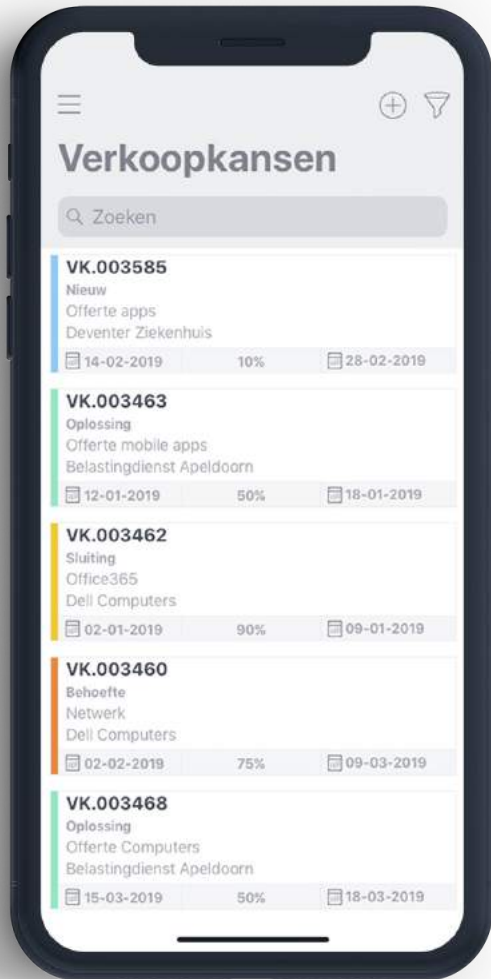 Verkoopkansen
Zoeken
VK.003585
Nieuw
Offerte apps
Deventer Ziekenhuis
14-02-2019 10% 28-02-2019
VK.003463
Oplossing
Offerte mobile apps
Belastingdienst Apeldoorn
12-01-2019 50% 18-01-2019
VK.003462
Sluiting
Office365
Dell Computers
02-01-2019 90% 09-01-2019
VK.003460
Behoefte
Netwerk
Dell Computers
02-02-2019 75% 09-03-2019
VK.003468
Oplossing
Offerte Computers
Belastingdienst Apeldoorn
15-03-2019 50% 18-03-2019